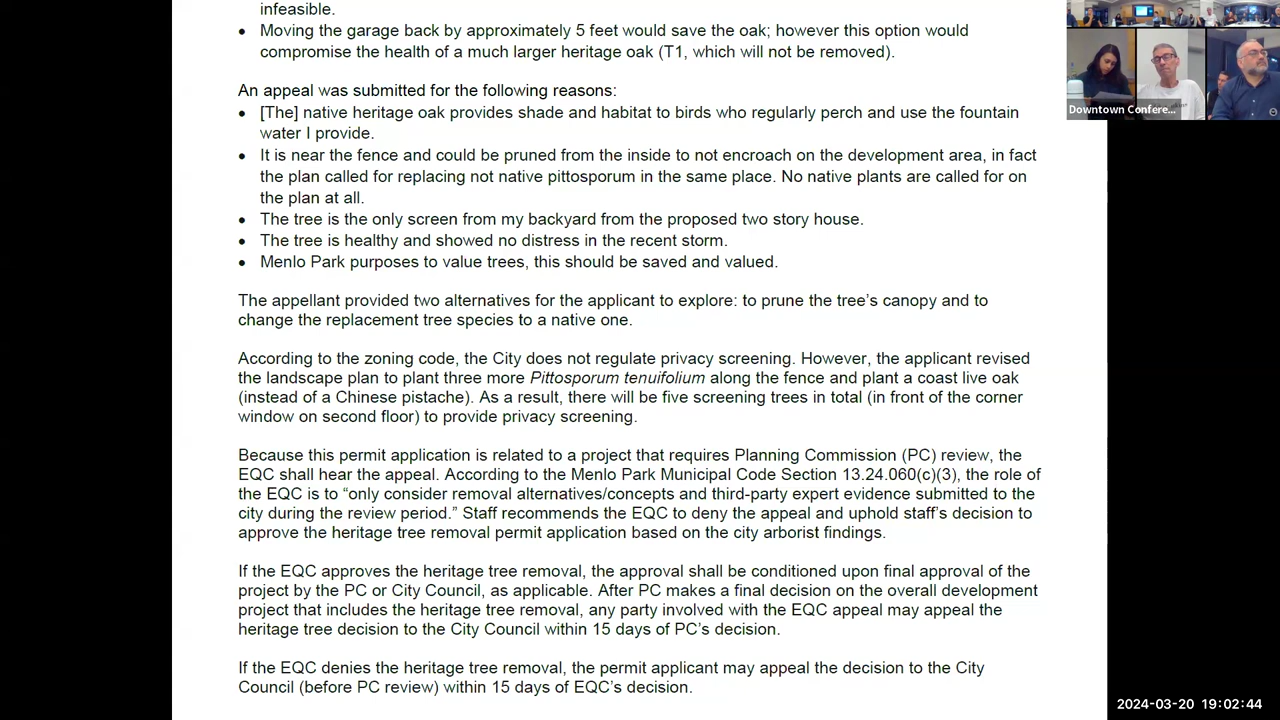 infeasible.
• Moving the garage back by approximately 5 feet would save the oak; however this option would
compromise the health of a much larger heritage oak (T1, which will not be removed).
An appeal was submitted for the following reasons:
• [The] native heritage oak provides shade and habitat to birds who regularly perch and use the fountain
water I provide.
• It is near the fence and could be pruned from the inside to not encroach on the development area, in fact
the plan called for replacing not native pittosporum in the same place. No native plants are called for on
the plan at all.
• The tree is the only screen from my backyard from the proposed two story house.
• The tree is healthy and showed no distress in the recent storm.
• Menlo Park purposes to value trees, this should be saved and valued.
The appellant provided two alternatives for the applicant to explore: to prune the tree's canopy and to
change the replacement tree species to a native one.
According to the zoning code, the City does not regulate privacy screening. However, the applicant revised
the landscape plan to plant three more Pittosporum tenuifolium along the fence and plant a coast live oak
(instead of a Chinese pistache). As a result, there will be five screening trees in total (in front of the corner
window on second floor) to provide privacy screening.
Because this permit application is related to a project that requires Planning Commission (PC) review, the
EQC shall hear the appeal. According to the Menlo Park Municipal Code Section 13.24.060(c)(3), the role of
the EQC is to “only consider removal alternatives/concepts and third-party expert evidence submitted to the
city during the review period.” Staff recommends the EQC to deny the appeal and uphold staff's decision to
approve the heritage tree removal permit application based on the city arborist findings.
If the EQC approves the heritage tree removal, the approval shall be conditioned upon final approval of the
project by the PC or City Council, as applicable. After PC makes a final decision on the overall development
project that includes the heritage tree removal, any party involved with the EQC appeal may appeal the
heritage tree decision to the City Council within 15 days of PC's decision.
If the EQC denies the heritage tree removal, the permit applicant may appeal the decision to the City
Council (before PC review) within 15 days of EQC's decision.
Downtown Confere...
2024-03-20 19:02:44